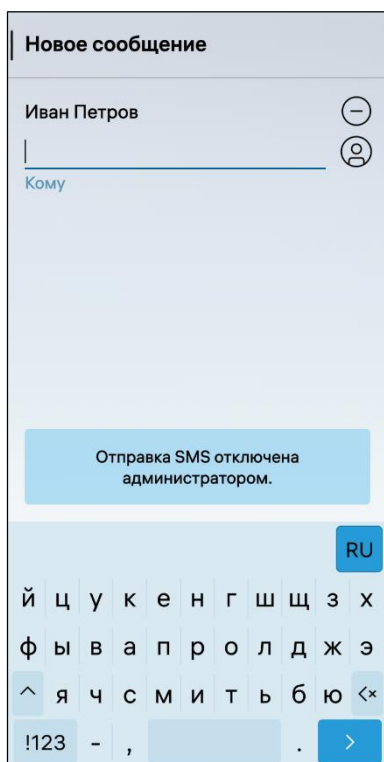 Новое сообщение
Иван Петров
Кому
Отправка SMS отключена
администратором.
RU
й ц у к е н г ш щ з х
ф ы в а п р о л д ж э
я ч с м и т ь б ю
!123 - , .